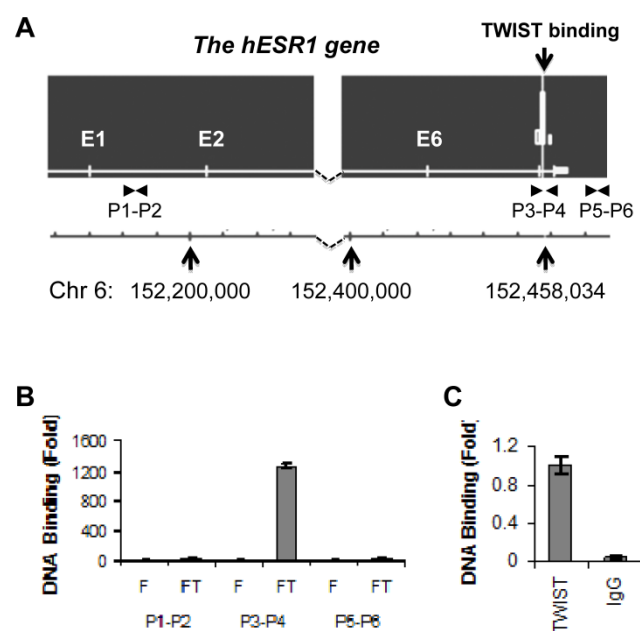 A
The hESR1 gene
TWIST binding
E1
E2
E6
P1-P2
P3-P4
P5-P6
Chr 6: 152,200,000 152,400,000 152,458,034
B
DNA Binding (Fold)
1600
1200
800
400
0
F FT F FT F FT
P1-P2 P3-P4 P5-P6
C
DNA Binding (Fold)
1.2
0.8
0.4
0
TWIST
IgG